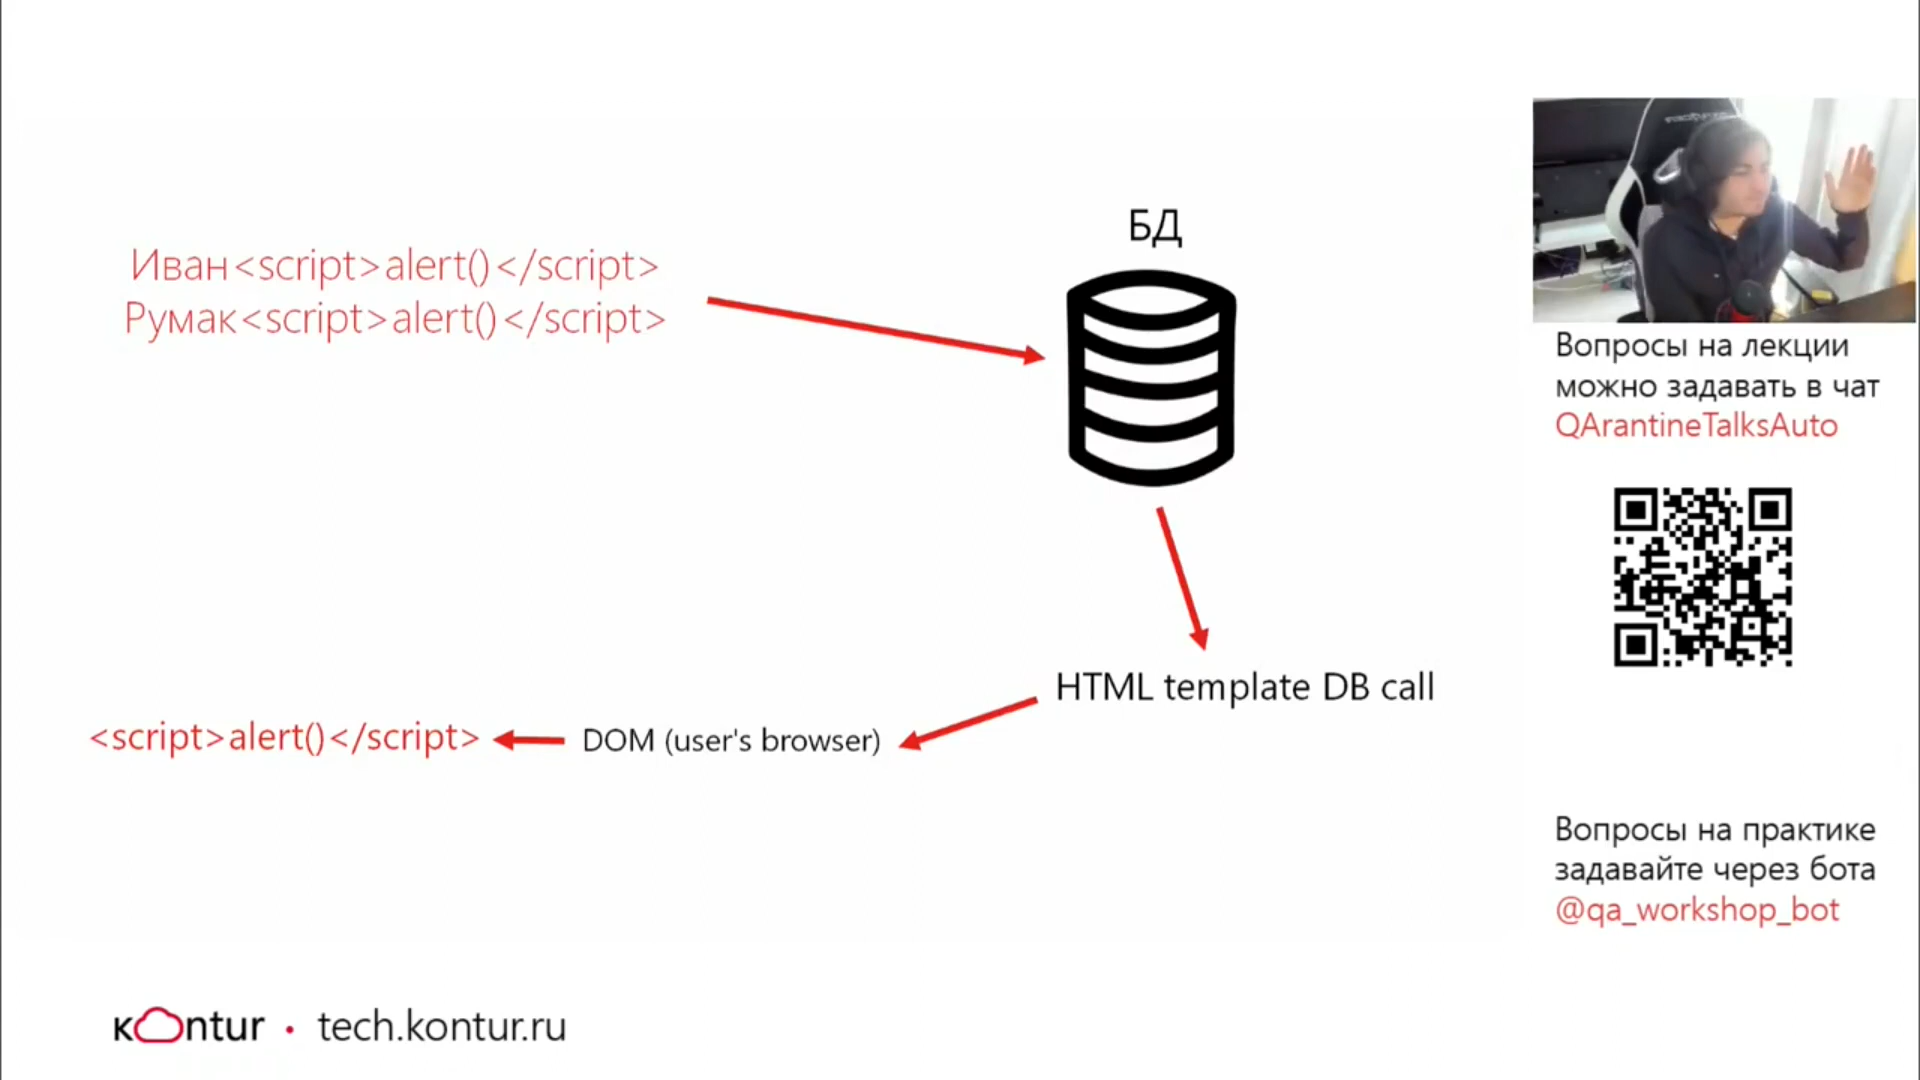 Иван<script>alert()</script>
Румак<script>alert()</script>
БД
HTML template DB call
DOM (user's browser)
<script>alert()</script>
Вопросы на лекции
можно задавать в чат
QArantineTalksAuto
Вопросы на практике
задавайте через бота
@qa_workshop_bot
кontur • tech.kontur.ru